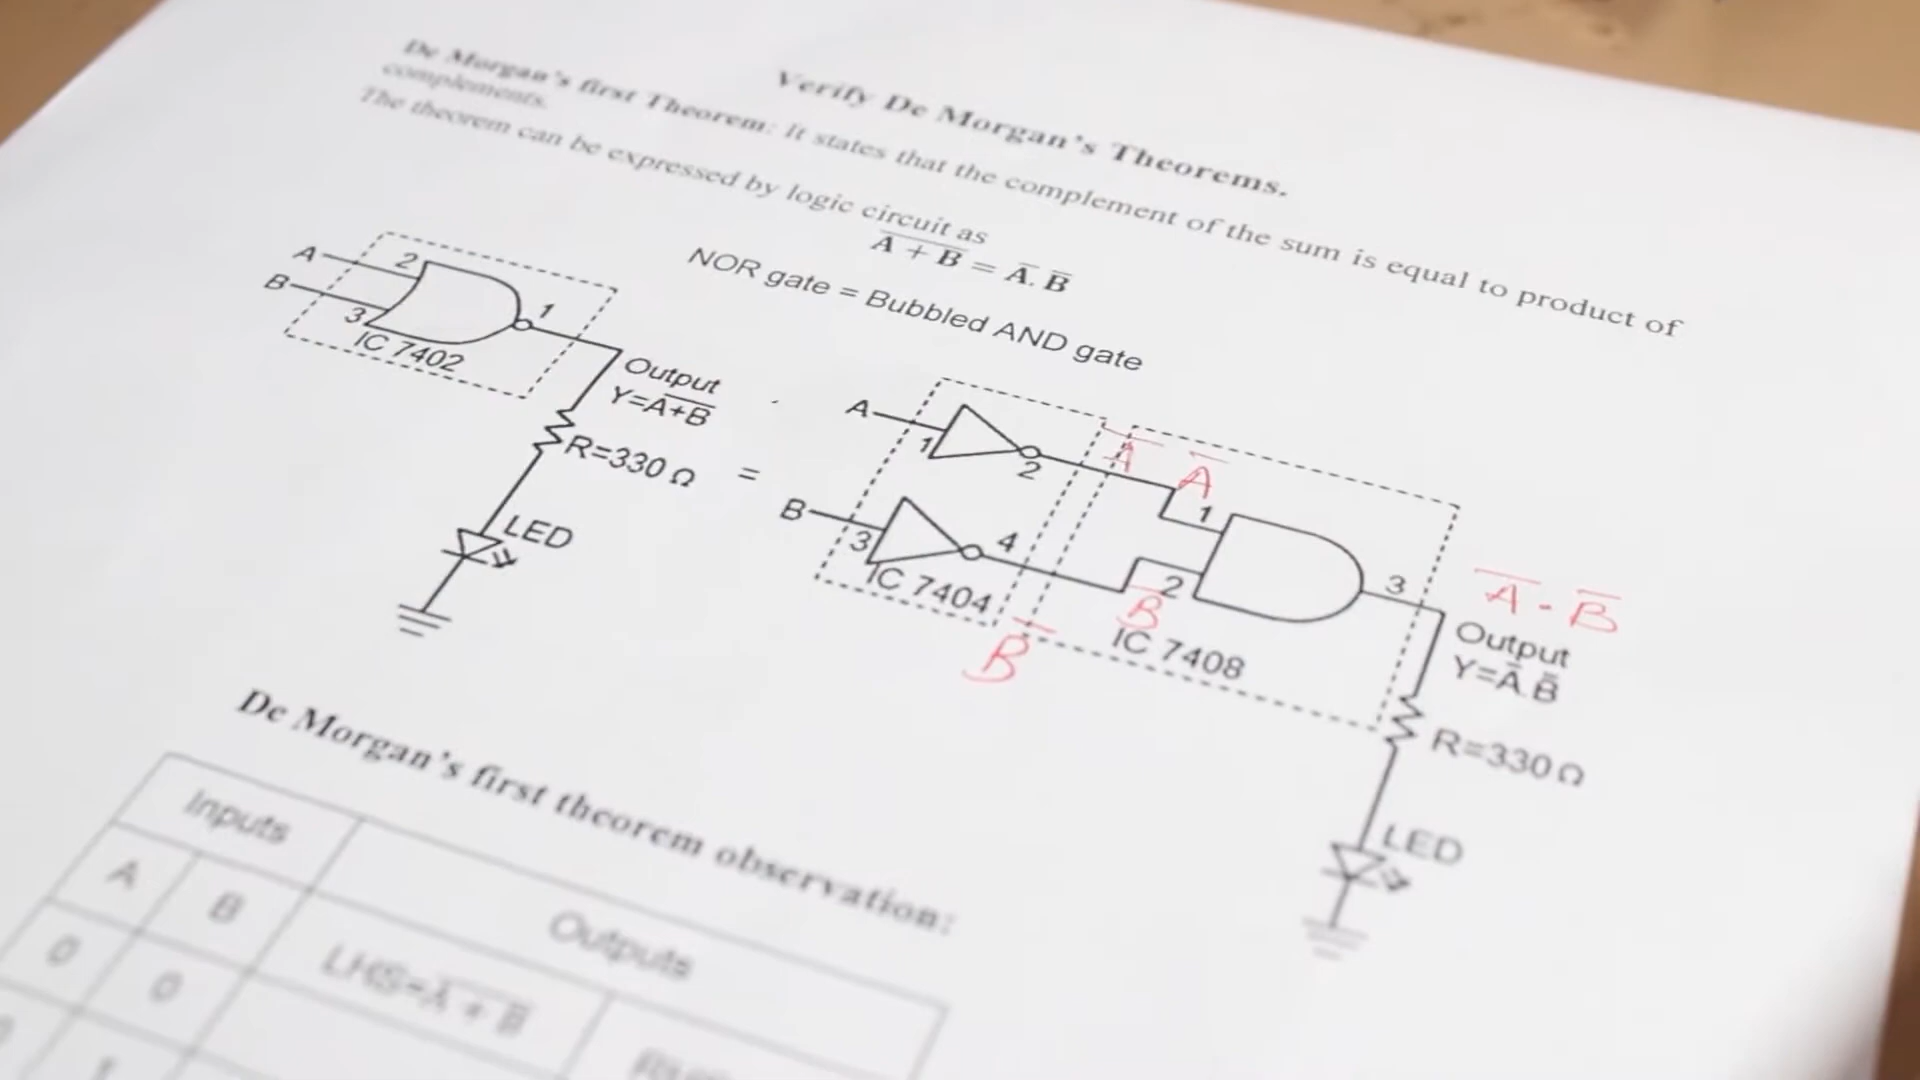 Verify De Morgan's Theorems.
De Morgan's first Theorem: It states that the complement of the sum is equal to product of
complements.
The theorem can be expressed by logic circuit as
A̅ ̅+̅ ̅B̅ = A̅. B̅
NOR gate = Bubbled AND gate
A
B
2
3
1
IC 7402
Output
Y=A̅+̅B̅
R=330 Ω
LED
=
A
B
1
2
3
4
IC 7404
A̅
A̅
B̅
B̅
1
2
3
IC 7408
A̅ · B̅
Output
Y=A̅.B̅
R=330 Ω
LED
De Morgan's first theorem observation:
Inputs
Outputs
A
B
LHS=A̅ ̅+̅ ̅B̅
0
0
1